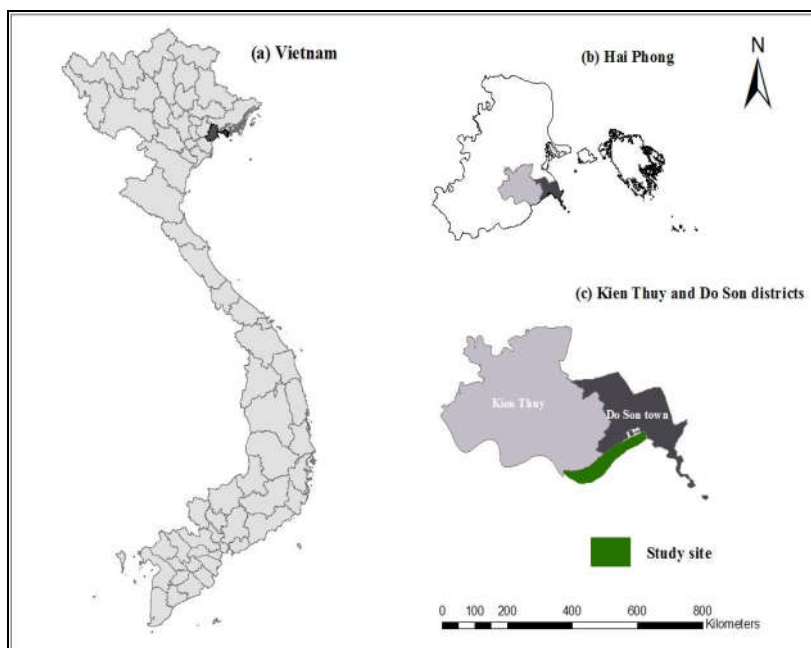 (a) Vietnam
(b) Hai Phong
N
(c) Kien Thuy and Do Son districts
Kien Thuy
Do Son town
Study site
0 100 200 400 600 800
Kilometers